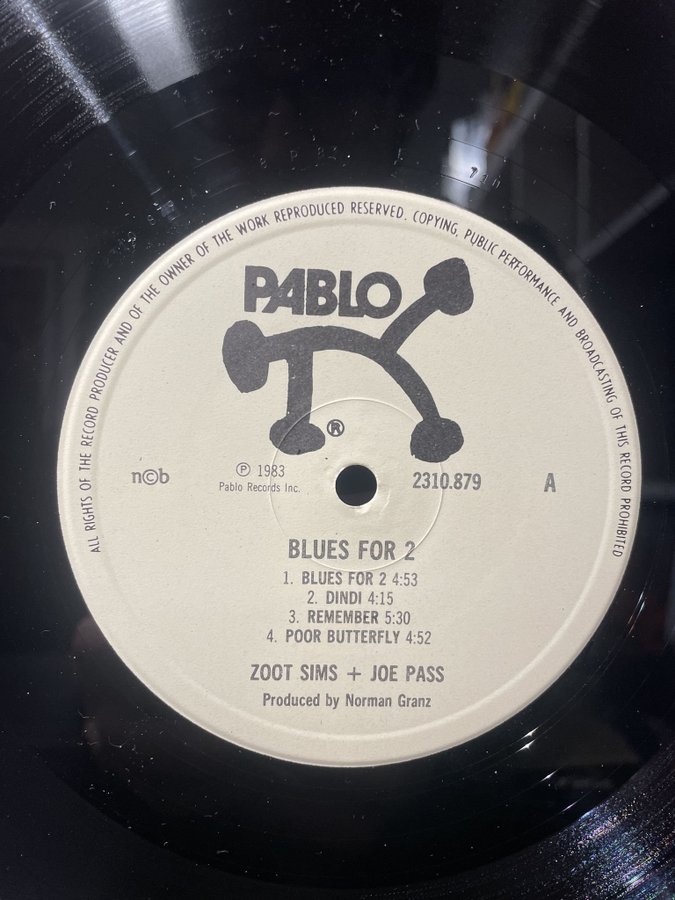 ALL RIGHTS OF THE RECORD PRODUCER AND OF THE OWNER OF THE WORK REPRODUCED RESERVED. COPYING, PUBLIC PERFORMANCE AND BROADCASTING OF THIS RECORD PROHIBITED
PABLO
®
n©b
℗ 1983
Pablo Records Inc.
2310.879
A
BLUES FOR 2
1. BLUES FOR 2 4:53
2. DINDI 4:15
3. REMEMBER 5:30
4. POOR BUTTERFLY 4:52
ZOOT SIMS + JOE PASS
Produced by Norman Granz